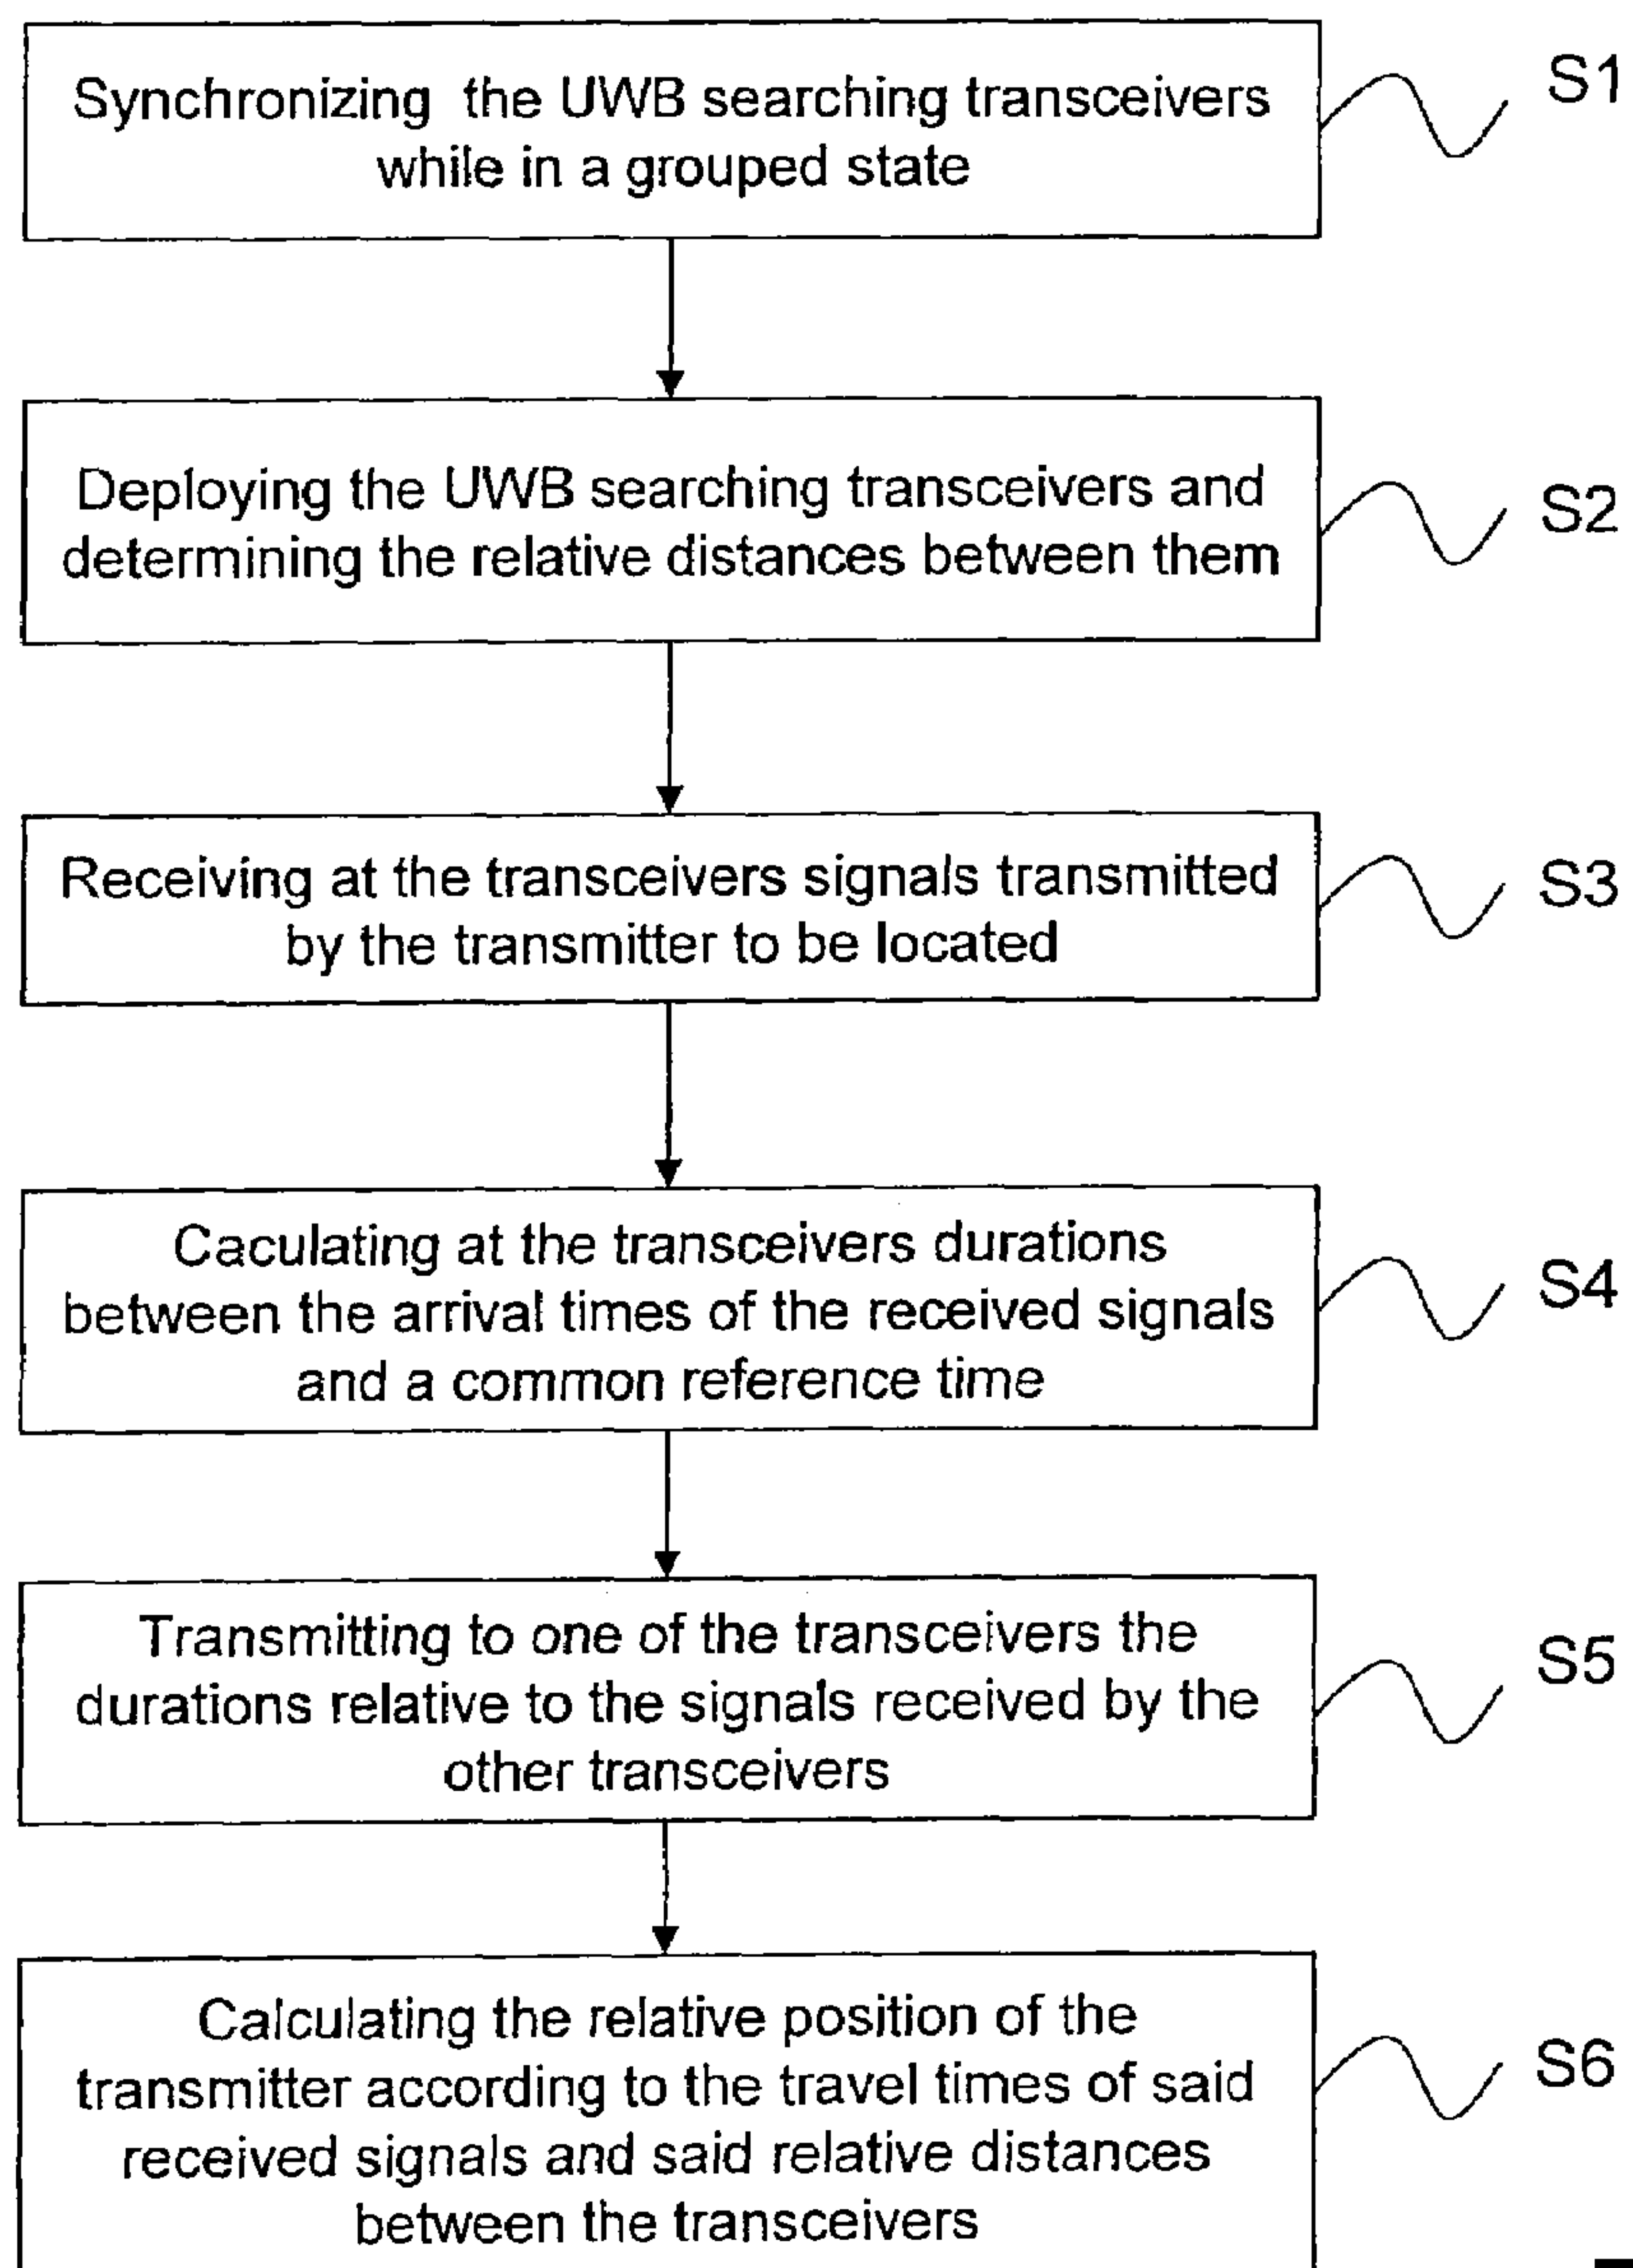 Synchronizing the UWB searching transceivers
while in a grouped state
S1
Deploying the UWB searching transceivers and
determining the relative distances between them
S2
Receiving at the transceivers signals transmitted
by the transmitter to be located
S3
Caculating at the transceivers durations
between the arrival times of the received signals
and a common reference time
S4
Transmitting to one of the transceivers the
durations relative to the signals received by the
other transceivers
S5
Calculating the relative position of the
transmitter according to the travel times of said
received signals and said relative distances
between the transceivers
S6